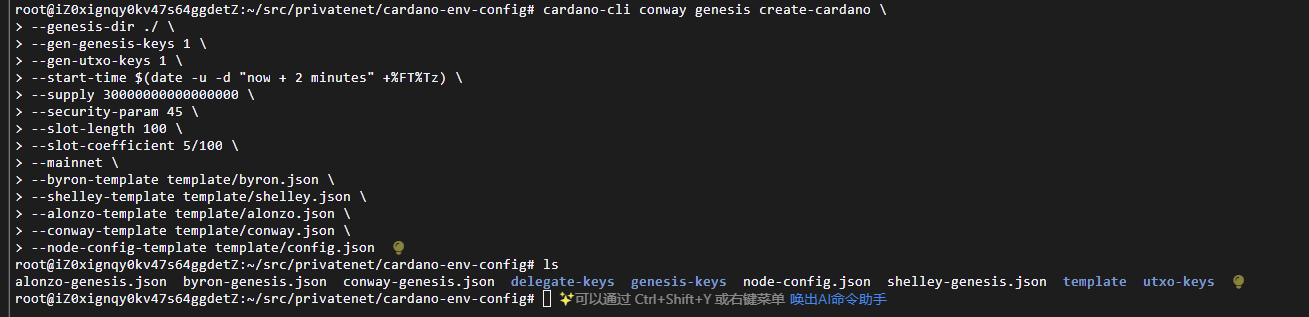 root@iZ0xignqy0kv47s64ggdetZ:~/src/privatenet/cardano-env-config# cardano-cli conway genesis create-cardano \
> --genesis-dir ./ \
> --gen-genesis-keys 1 \
> --gen-utxo-keys 1 \
> --start-time $(date -u -d "now + 2 minutes" +%FT%Tz) \
> --supply 30000000000000000 \
> --security-param 45 \
> --slot-length 100 \
> --slot-coefficient 5/100 \
> --mainnet \
> --byron-template template/byron.json \
> --shelley-template template/shelley.json \
> --alonzo-template template/alonzo.json \
> --conway-template template/conway.json \
> --node-config-template template/config.json
root@iZ0xignqy0kv47s64ggdetZ:~/src/privatenet/cardano-env-config# ls
alonzo-genesis.json byron-genesis.json conway-genesis.json delegate-keys genesis-keys node-config.json shelley-genesis.json template utxo-keys
root@iZ0xignqy0kv47s64ggdetZ:~/src/privatenet/cardano-env-config# ✨可以通过 Ctrl+Shift+Y 或右键菜单 唤出AI命令助手